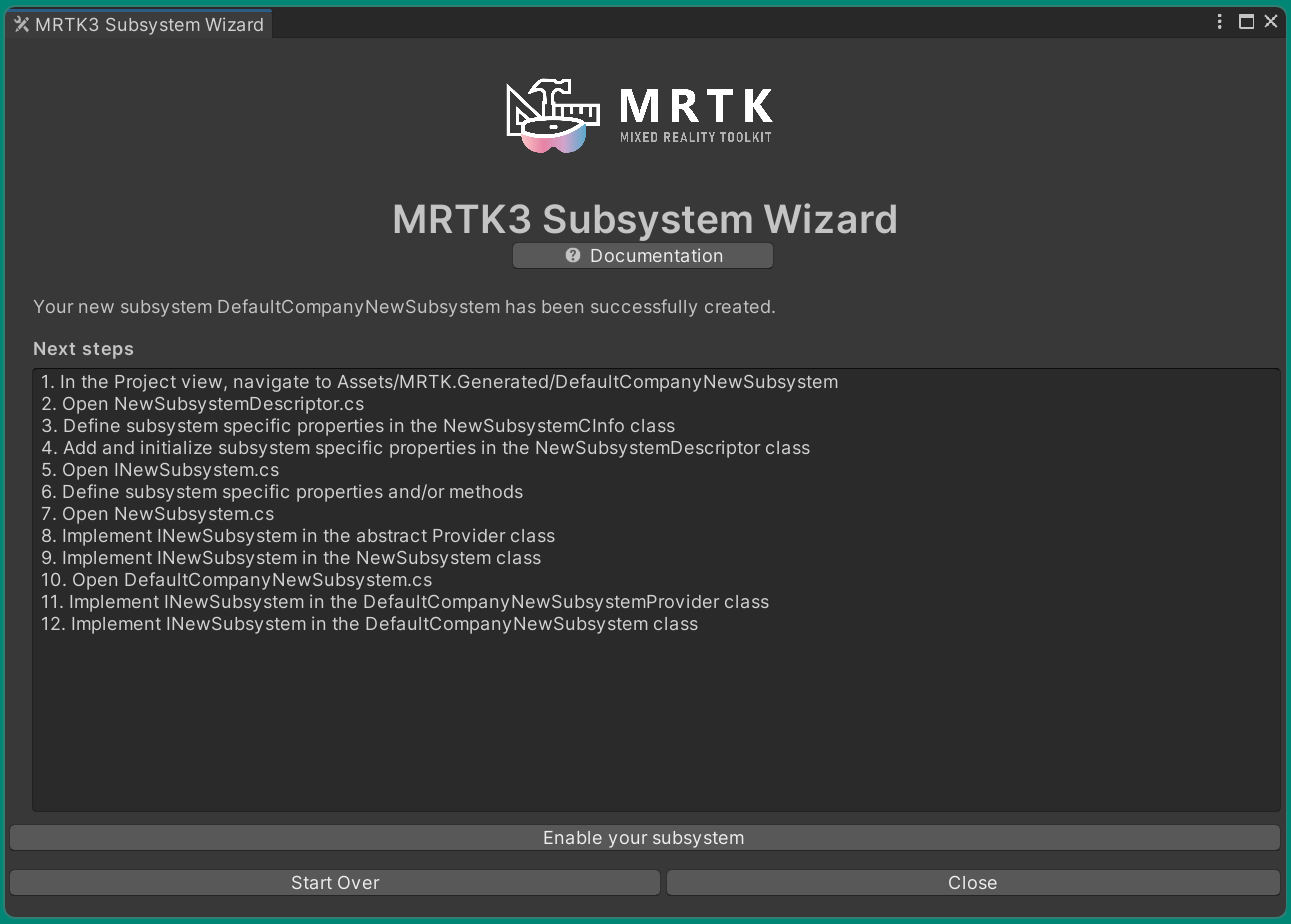 MRTK3 Subsystem Wizard
MRTK
MIXED REALITY TOOLKIT
MRTK3 Subsystem Wizard
? Documentation
Your new subsystem DefaultCompanyNewSubsystem has been successfully created.
Next steps
1. In the Project view, navigate to Assets/MRTK.Generated/DefaultCompanyNewSubsystem
2. Open NewSubsystemDescriptor.cs
3. Define subsystem specific properties in the NewSubsystemCInfo class
4. Add and initialize subsystem specific properties in the NewSubsystemDescriptor class
5. Open INewSubsystem.cs
6. Define subsystem specific properties and/or methods
7. Open NewSubsystem.cs
8. Implement INewSubsystem in the abstract Provider class
9. Implement INewSubsystem in the NewSubsystem class
10. Open DefaultCompanyNewSubsystem.cs
11. Implement INewSubsystem in the DefaultCompanyNewSubsystemProvider class
12. Implement INewSubsystem in the DefaultCompanyNewSubsystem class
Enable your subsystem
Start Over
Close